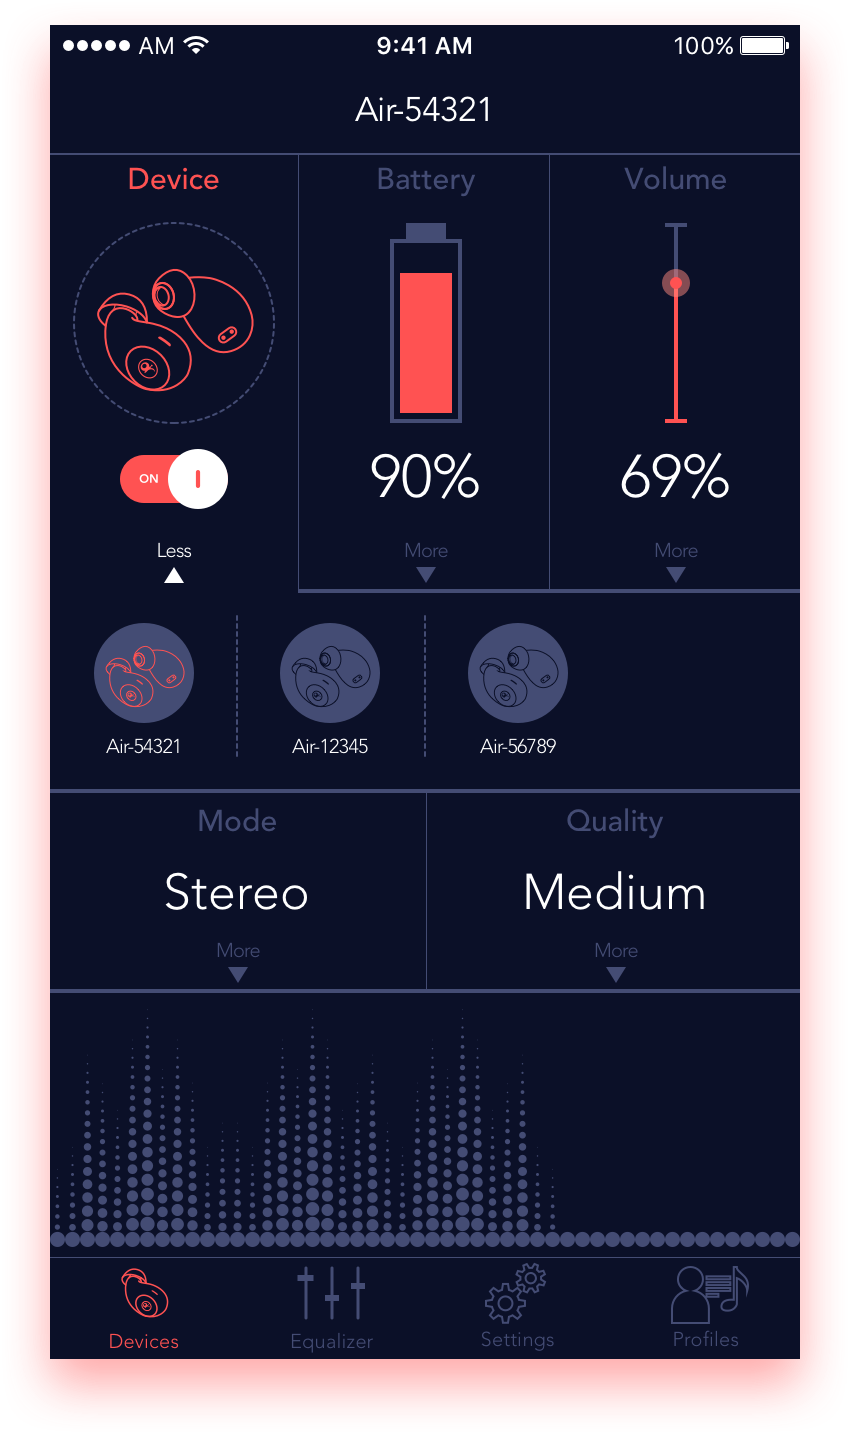 AM 9:41 AM 100%
Air-54321
Device Battery Volume
ON
90% 69%
Less More More
Air-54321 Air-12345 Air-56789
Mode Quality
Stereo Medium
More More
Devices Equalizer Settings Profiles